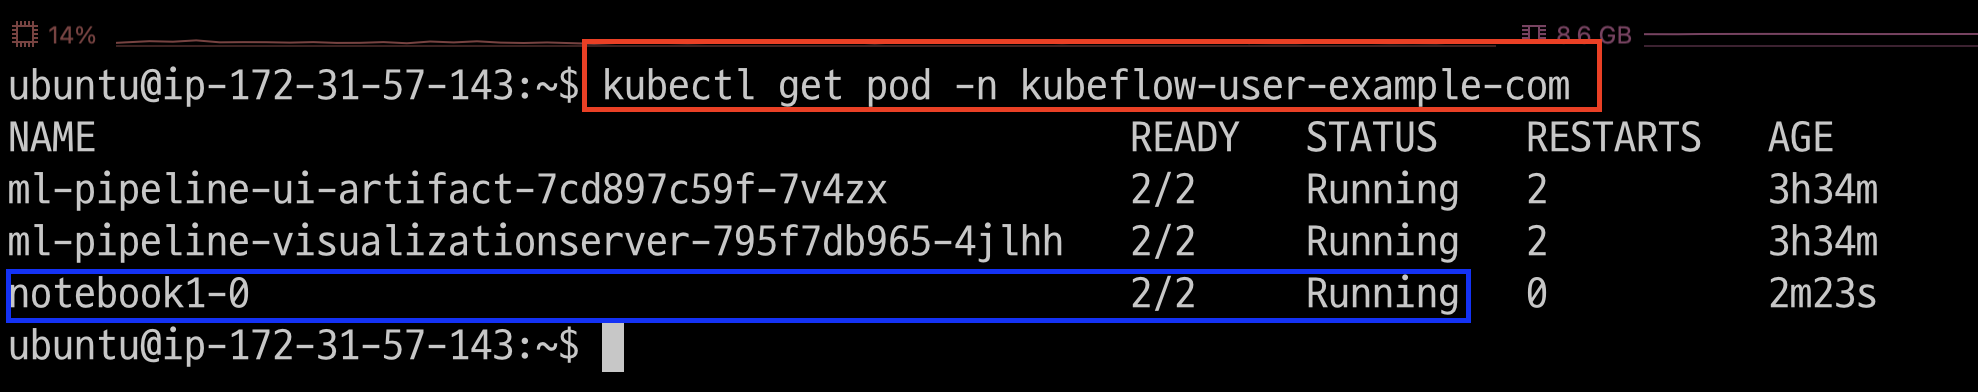 14% 8.6 GB
ubuntu@ip-172-31-57-143:~$ kubectl get pod -n kubeflow-user-example-com
NAME READY STATUS RESTARTS AGE
ml-pipeline-ui-artifact-7cd897c59f-7v4zx 2/2 Running 2 3h34m
ml-pipeline-visualizationserver-795f7db965-4jlhh 2/2 Running 2 3h34m
notebook1-0 2/2 Running 0 2m23s
ubuntu@ip-172-31-57-143:~$